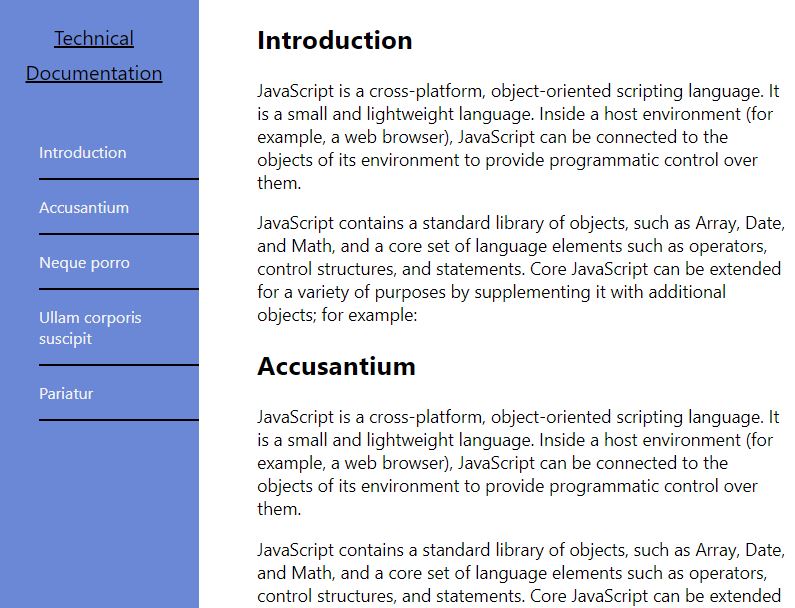 Technical
Documentation
Introduction
Accusantium
Neque porro
Ullam corporis
suscipit
Pariatur
Introduction
JavaScript is a cross-platform, object-oriented scripting language. It
is a small and lightweight language. Inside a host environment (for
example, a web browser), JavaScript can be connected to the
objects of its environment to provide programmatic control over
them.
JavaScript contains a standard library of objects, such as Array, Date,
and Math, and a core set of language elements such as operators,
control structures, and statements. Core JavaScript can be extended
for a variety of purposes by supplementing it with additional
objects; for example:
Accusantium
JavaScript is a cross-platform, object-oriented scripting language. It
is a small and lightweight language. Inside a host environment (for
example, a web browser), JavaScript can be connected to the
objects of its environment to provide programmatic control over
them.
JavaScript contains a standard library of objects, such as Array, Date,
and Math, and a core set of language elements such as operators,
control structures, and statements. Core JavaScript can be extended